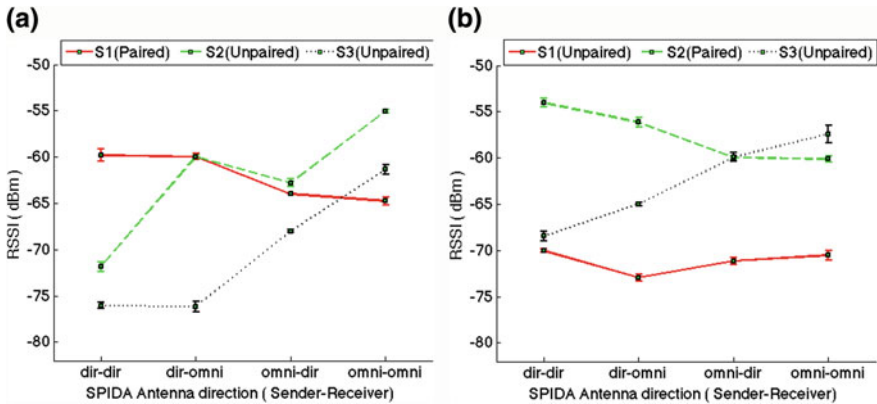 (a)
S1(Paired) S2(Unpaired) S3(Unpaired)
-50
-55
-60
-65
-70
-75
-80
RSSI ( dBm)
dir-dir dir-omni omni-dir omni-omni
SPIDA Antenna direction ( Sender-Receiver)
(b)
S1(Unpaired) S2(Paired) S3(Unpaired)
-50
-55
-60
-65
-70
-75
-80
RSSI ( dBm)
dir-dir dir-omni omni-dir omni-omni
SPIDA Antenna direction ( Sender-Receiver)